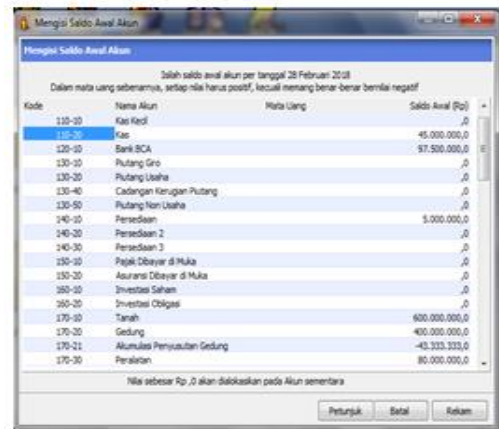 Mengisi Saldo Awal Akun
Mengisi Saldo Awal Akun
Isilah saldo awal akun per tanggal 28 Februari 2018
Dalam mata uang sebenarnya, setiap nilai harus positif, kecuali memang benar-benar bernilai negatif
Kode Nama Akun Mata Uang Saldo Awal (Rp)
110-10 Kas Kecil ,0
110-20 Kas 45.000.000,0
120-10 Bank BCA 97.500.000,0
130-10 Piutang Giro ,0
130-20 Piutang Usaha ,0
130-40 Cadangan Kerugian Piutang ,0
130-50 Piutang Non Usaha ,0
140-10 Persediaan 5.000.000,0
140-20 Persediaan 2 ,0
140-30 Persediaan 3 ,0
150-10 Pajak Dibayar di Muka ,0
150-20 Asuransi Dibayar di Muka ,0
160-10 Investasi Saham ,0
160-20 Investasi Obligasi ,0
170-10 Tanah 600.000.000,0
170-20 Gedung 400.000.000,0
170-21 Akumulasi Penyusutan Gedung -43.333.333,0
170-30 Peralatan 80.000.000,0
Nilai sebesar Rp ,0 akan dialokasikan pada Akun sementara
Petunjuk Batal Rekam